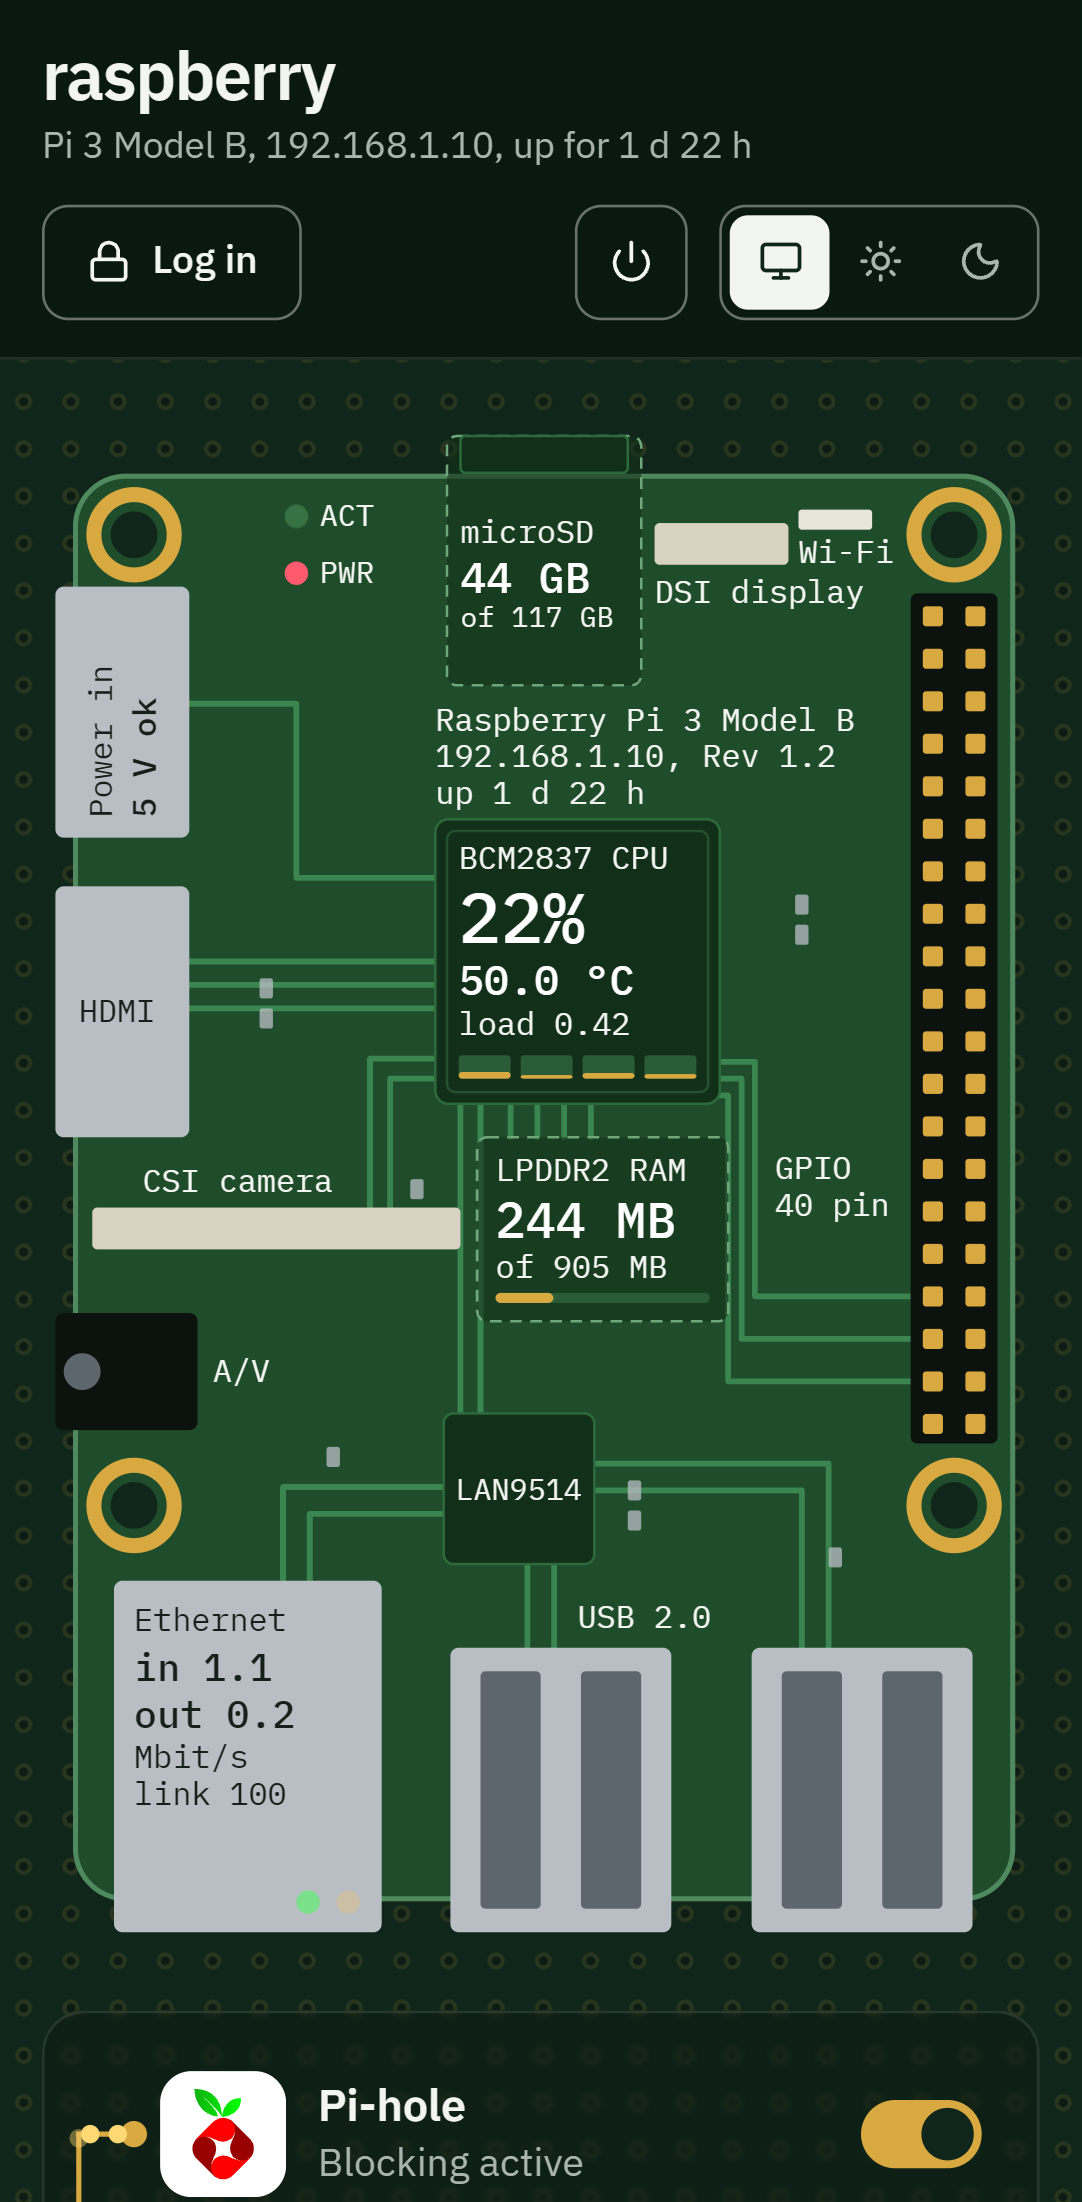 raspberry
Pi 3 Model B, 192.168.1.10, up for 1 d 22 h
Log in
ACT
PWR
microSD
44 GB
of 117 GB
Wi-Fi
DSI display
Power in
5 V ok
Raspberry Pi 3 Model B
192.168.1.10, Rev 1.2
up 1 d 22 h
BCM2837 CPU
22%
50.0 °C
load 0.42
HDMI
CSI camera
LPDDR2 RAM
244 MB
of 905 MB
GPIO
40 pin
A/V
LAN9514
Ethernet
in 1.1
out 0.2
Mbit/s
link 100
USB 2.0
Pi-hole
Blocking active